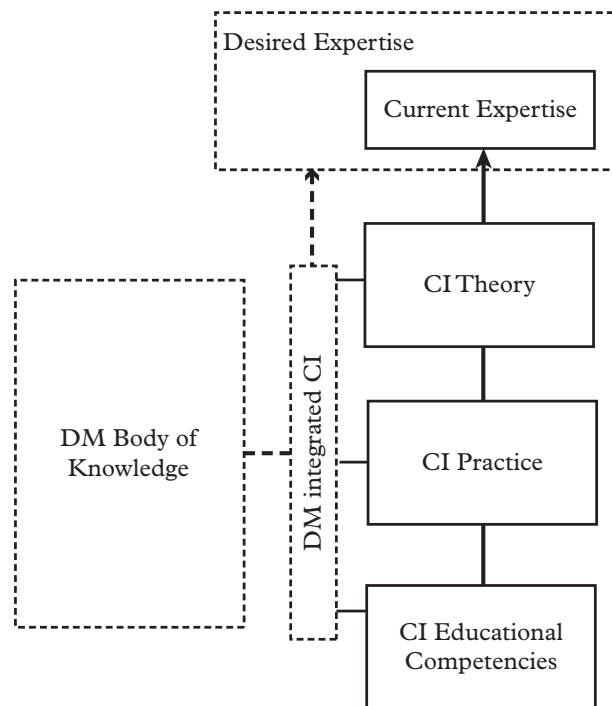 Desired Expertise
Current Expertise
CI Theory
DM integrated CI
DM Body of
Knowledge
CI Practice
CI Educational
Competencies